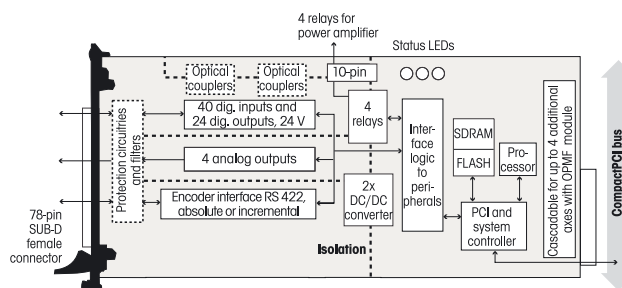 4 relays for
power amplifier
Status LEDs
Optical
couplers
Optical
couplers
10-pin
40 dig. inputs and
24 dig. outputs, 24 V
4
relays
Protection circuitries
and filters
4 analog outputs
Encoder interface RS 422,
absolute or incremental
2x
DC/DC
converter
Isolation
Inter-
face
logic
to
peri-
pherals
SDRAM
FLASH
Pro-
cessor
PCI and
system
controller
Cascadable for up to 4 additional
axes with OPMF module
CompactPCI bus
78-pin
SUB-D
female
connector